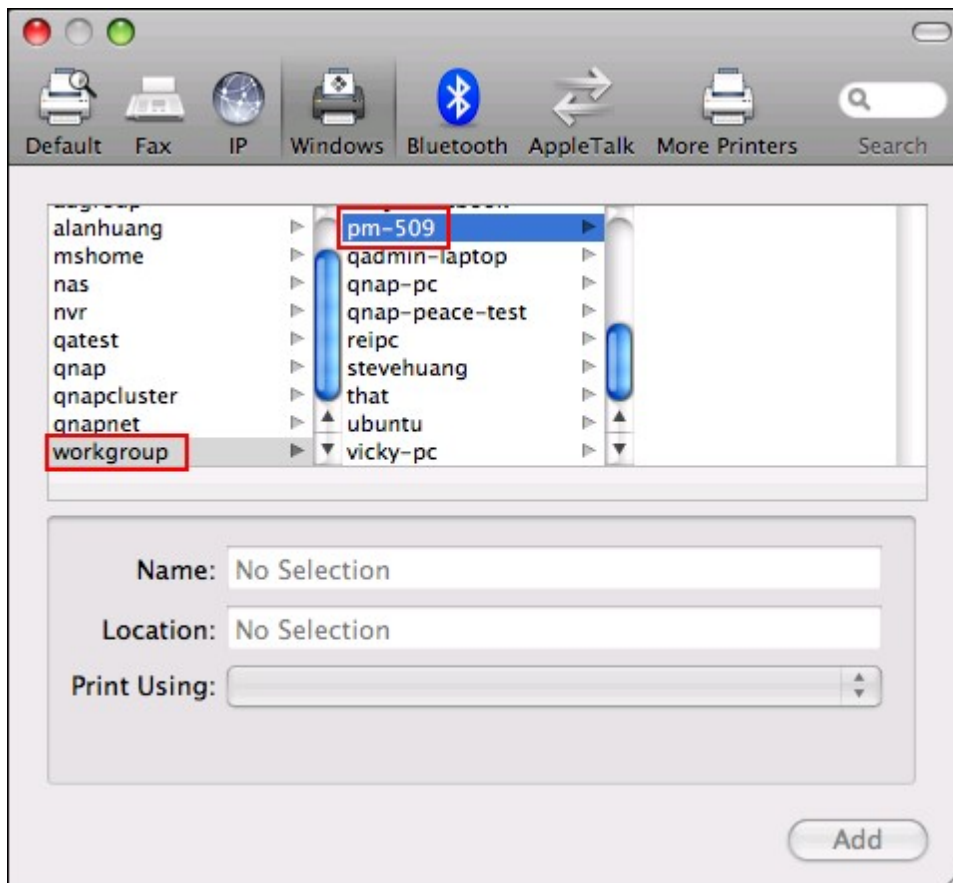 Default Fax IP Windows Bluetooth AppleTalk More Printers Search
alanhuang
mshome
nas
nvr
qatest
qnap
qnapcluster
qnapnet
workgroup
pm-509
qadmin-laptop
qnap-pc
qnap-peace-test
reipc
stevehuang
that
ubuntu
vicky-pc
Name: No Selection
Location: No Selection
Print Using:
Add